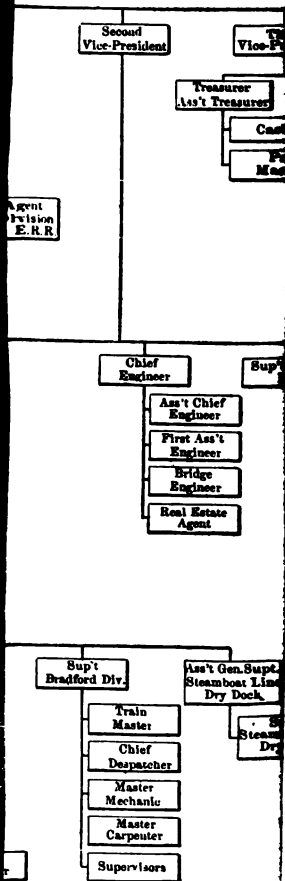 Second
Vice-President
Vice-P
Treasurer
Ass't Treasurer
Agent
Division
E.R.R.
Chief
Engineer
Sup't
Ass't Chief
Engineer
First Ass't
Engineer
Bridge
Engineer
Real Estate
Agent
Sup't
Bradford Div.
Ass't Gen. Supt.
Steamboat Line
Dry Dock
Train
Master
Chief
Despatcher
Master
Mechanic
Master
Carpenter
Supervisors